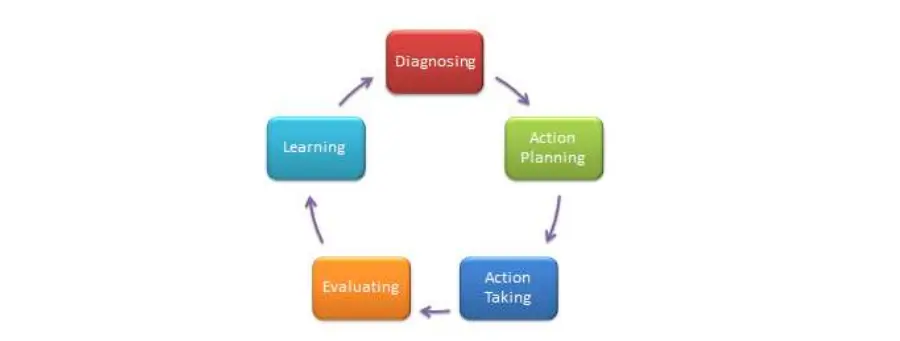 Diagnosing
Action
Planning
Action
Taking
Evaluating
Learning